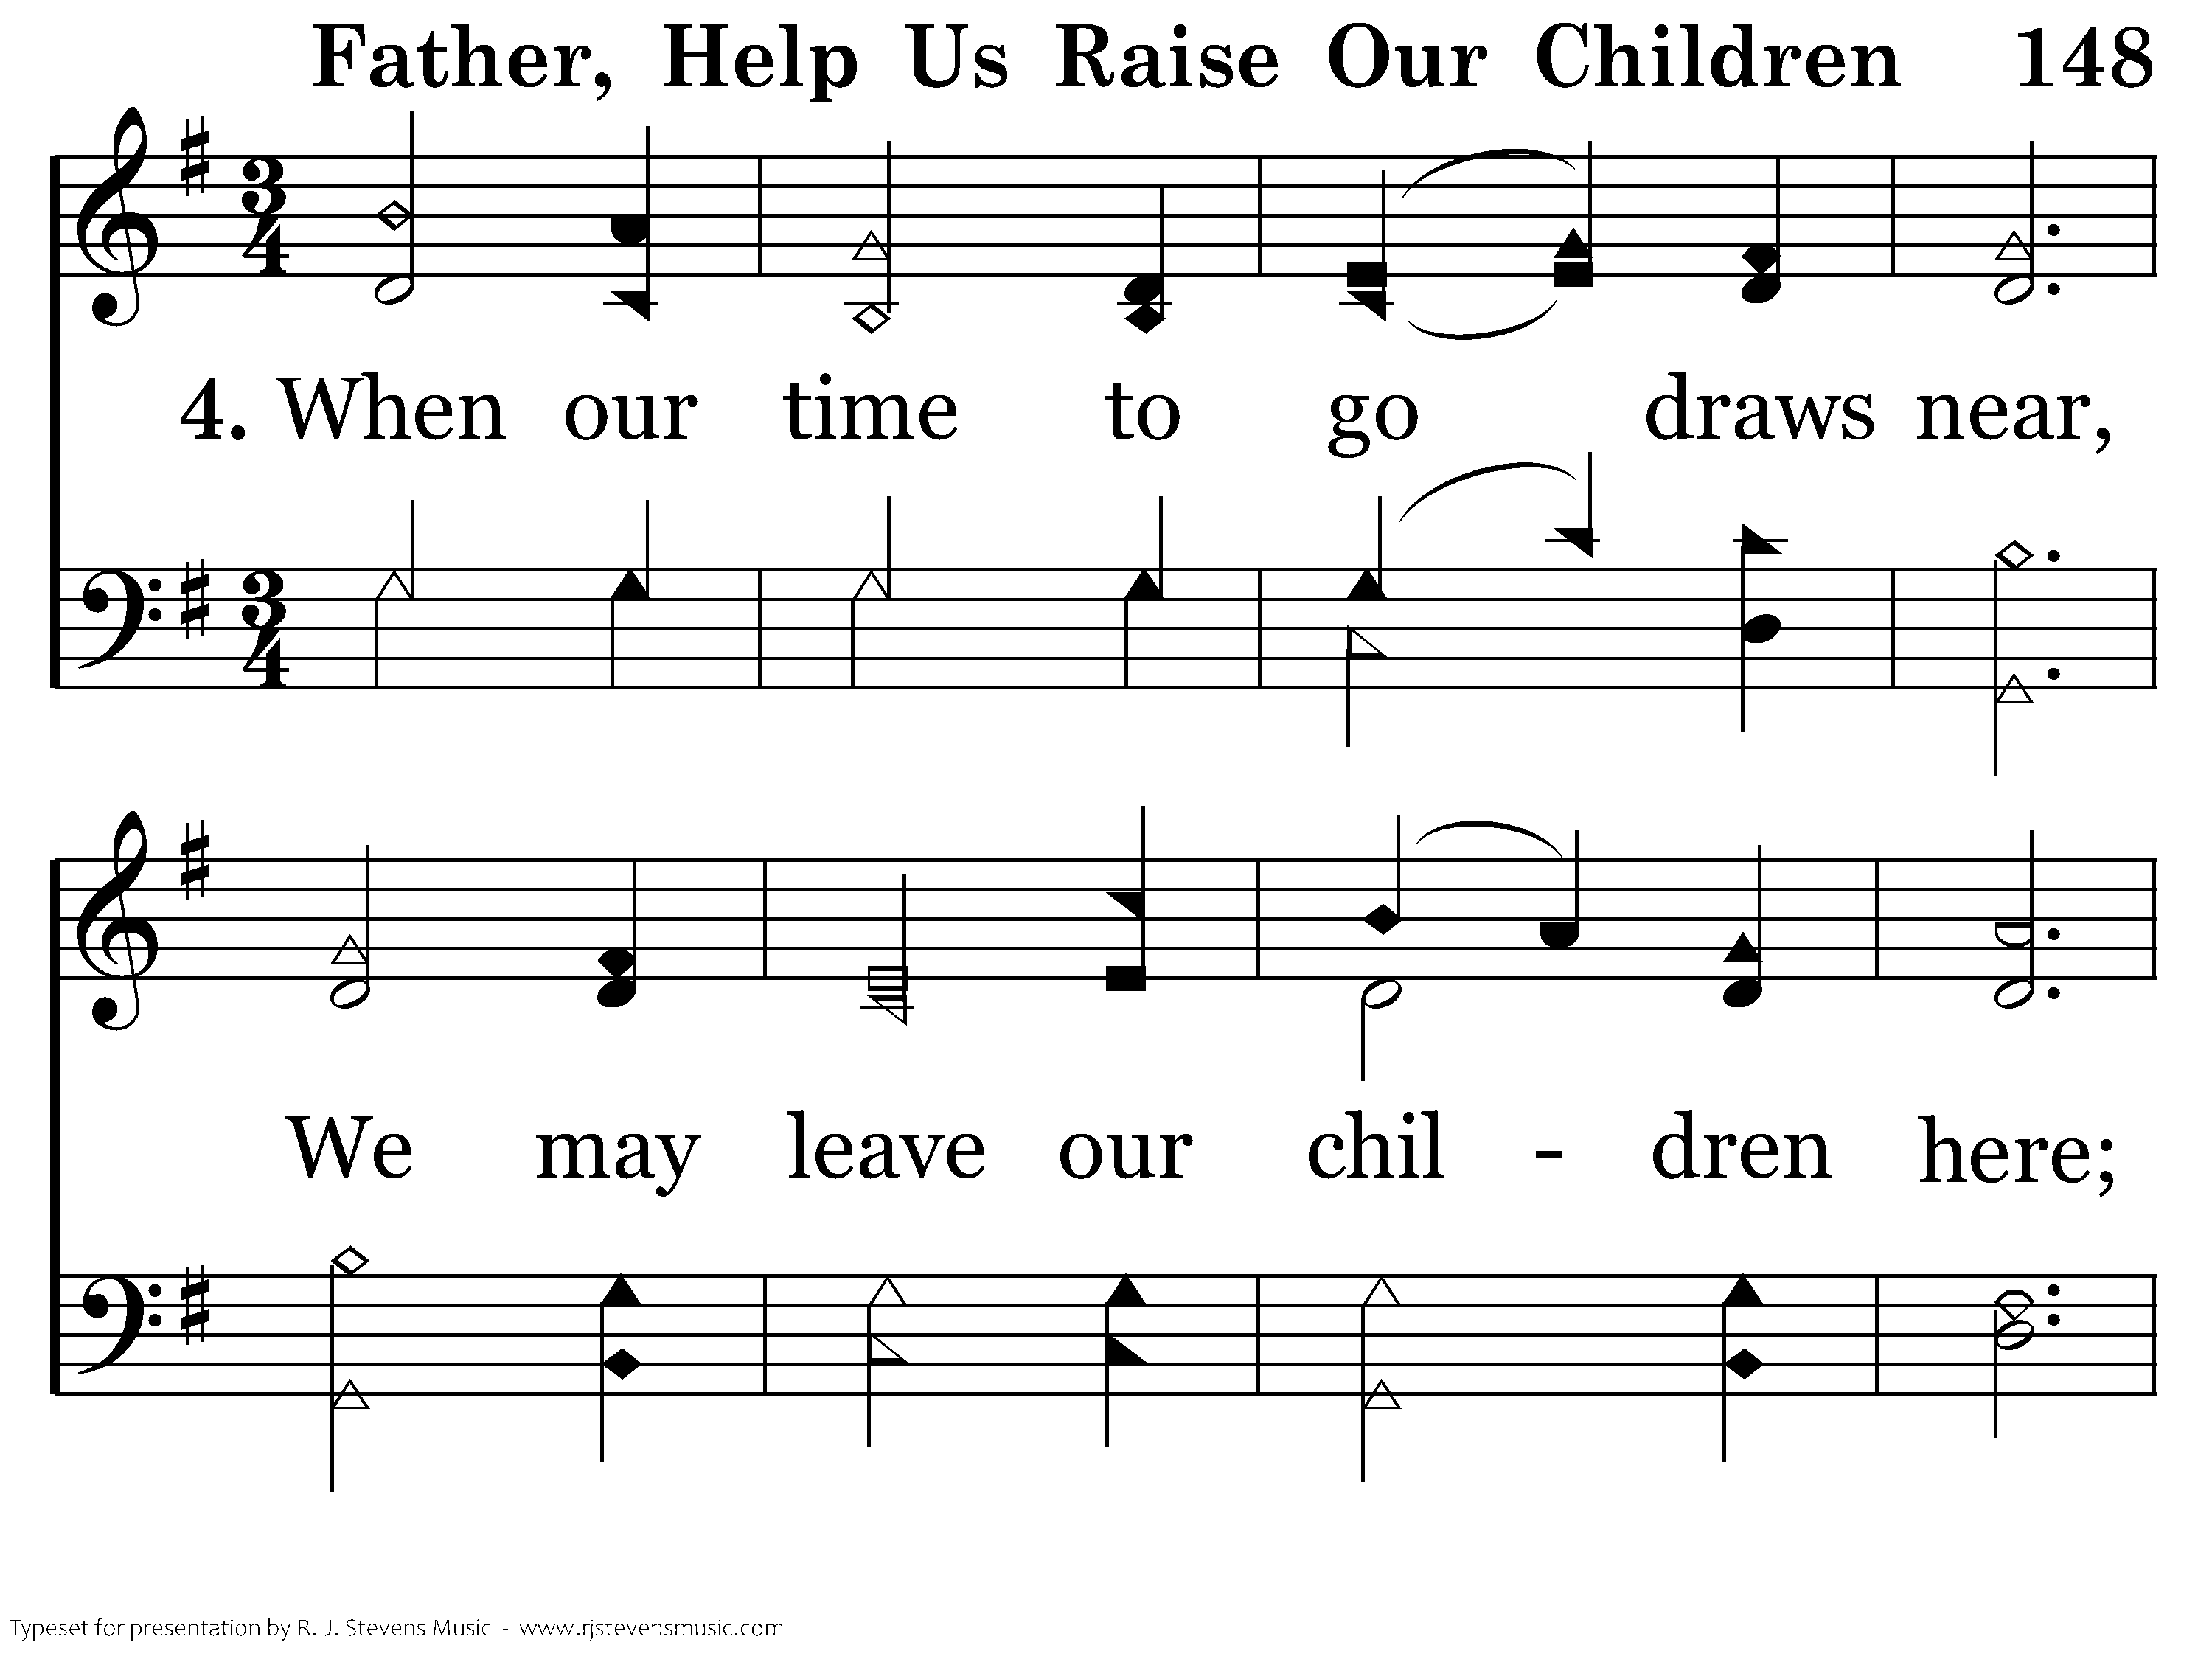 Father, Help Us Raise Our Children 148
4. When our time to go draws near,
We may leave our chil - dren here;
Typeset for presentation by R. J. Stevens Music - www.rjstevensmusic.com